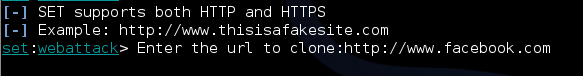 [-] SET supports both HTTP and HTTPS
[-] Example: http://www.thisisafakesite.com
set:webattack> Enter the url to clone:http://www.facebook.com